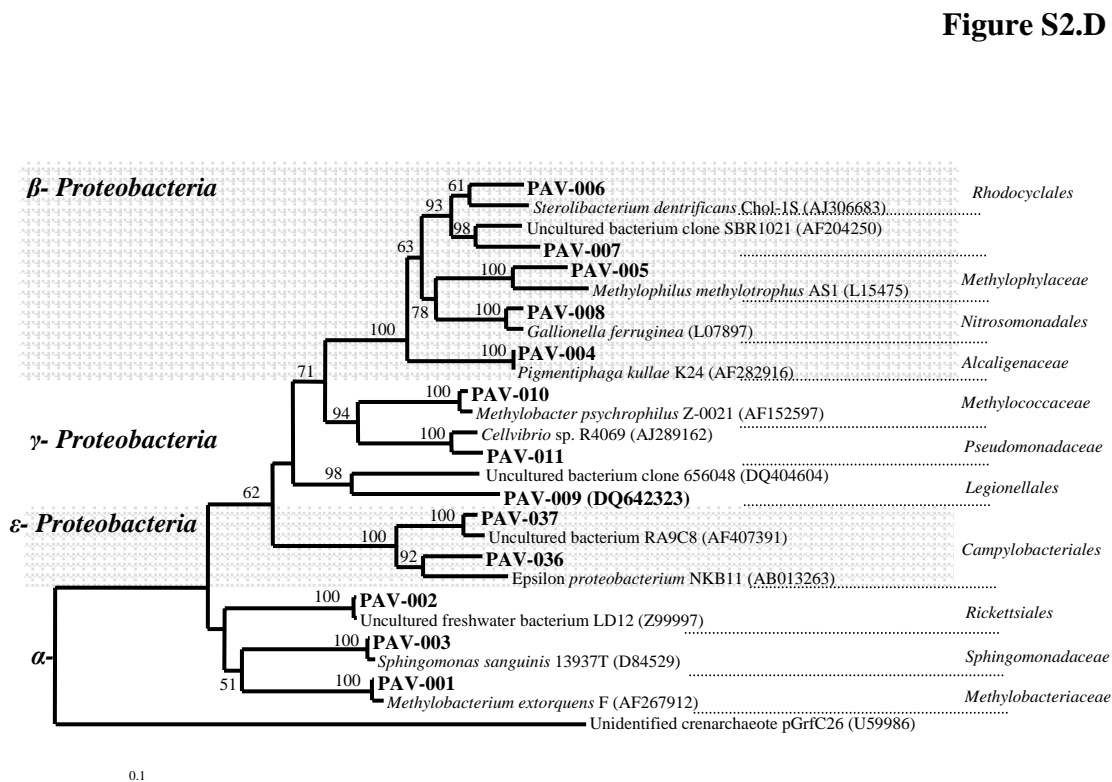 Figure S2.D
β- Proteobacteria
61
PAV-006
Rhodocyclales
93
Sterolibacterium dentrificans Chol-1S (AJ306683)
98
Uncultured bacterium clone SBR1021 (AF204250)
63
PAV-007
100
PAV-005
Methylophylaceae
Methylophilus methylotrophus AS1 (L15475)
78
100
PAV-008
Nitrosomonadales
Gallionella ferruginea (L07897)
100
100
PAV-004
Alcaligenaceae
Pigmentiphaga kullae K24 (AF282916)
71
100
PAV-010
Methylococcaceae
Methylobacter psychrophilus Z-0021 (AF152597)
94
γ- Proteobacteria
Cellvibrio sp. R4069 (AJ289162)
100
PAV-011
Pseudomonadaceae
98
Uncultured bacterium clone 656048 (DQ404604)
Legionellales
62
PAV-009 (DQ642323)
ε- Proteobacteria
100
PAV-037
100
Uncultured bacterium RA9C8 (AF407391)
Campylobacteriales
92
PAV-036
Epsilon proteobacterium NKB11 (AB013263)
100
PAV-002
Rickettsiales
Uncultured freshwater bacterium LD12 (Z99997)
100
PAV-003
α-
Sphingomonas sanguinis 13937T (D84529)
Sphingomonadaceae
51
100
PAV-001
Methylobacterium extorquens F (AF267912)
Methylobacteriaceae
Unidentified crenarchaeote pGrfC26 (U59986)
0.1